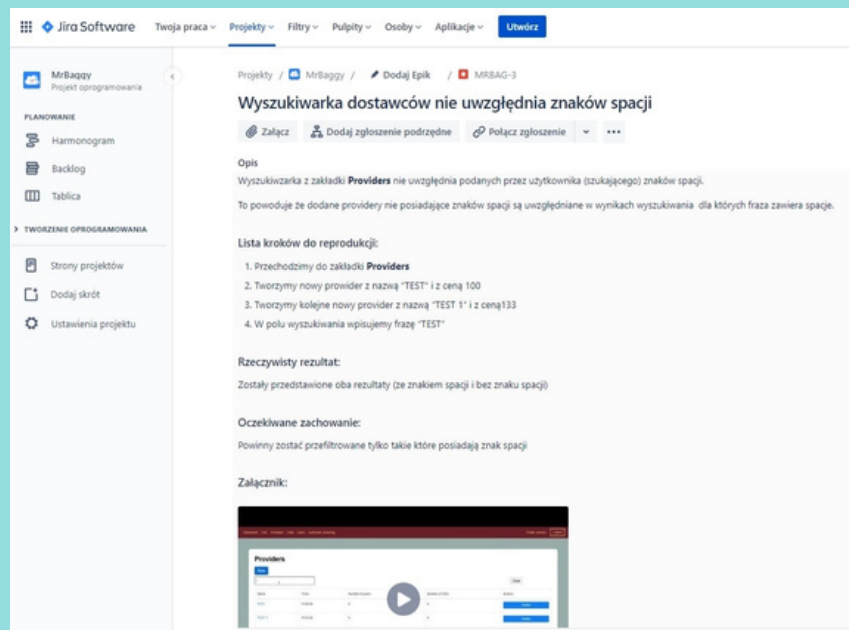 Jira Software Twoja praca Projekty Filtry Pulpity Osoby Aplikacje Utwórz
MrBaggy
Projekt oprogramowania
PLANOWANIE
Harmonogram
Backlog
Tablica
TWORZENIE OPROGRAMOWANIA
Strony projektów
Dodaj skrót
Ustawienia projektu
Projekty / MrBaggy / Dodaj Epik / MRBAG-3
Wyszukiwarka dostawców nie uwzględnia znaków spacji
Załącz Dodaj zgłoszenie podrzędne Połącz zgłoszenie
Opis
Wyszukiwzarka z zakładki Providers nie uwzględnia podanych przez użytkownika (szukającego) znaków spacji.
To powoduje że dodane providery nie posiadające znaków spacji są uwzględniane w wynikach wyszukiwania dla których fraza zawiera spacje.
Lista kroków do reprodukcji:
1. Przechodzimy do zakładki Providers
2. Tworzymy nowy prowider z nazwą "TEST" i z ceną 100
3. Tworzymy kolejne nowy provider z nazwą "TEST 1" i z ceną133
4. W polu wyszukiwania wpisujemy frazę "TEST"
Rzeczywisty rezultat:
Zostały przedstawione oba rezultaty (ze znakiem spacji i bez znaku spacji)
Oczekiwane zachowanie:
Powinny zostać przefiltrowane tylko takie które posiadają znak spacji
Załącznik:
Providers